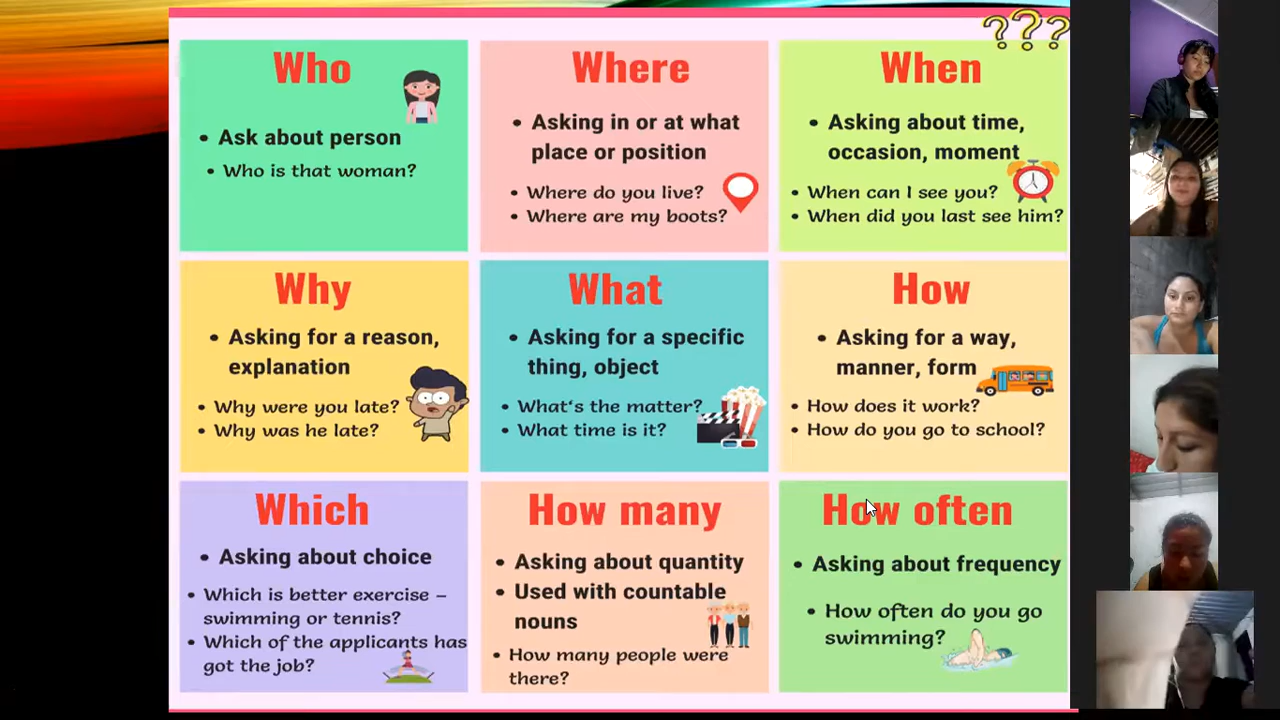 ???
Who
• Ask about person
• Who is that woman?
Where
• Asking in or at what
place or position
• Where do you live?
• Where are my boots?
When
• Asking about time,
occasion, moment
• When can I see you?
• When did you last see him?
Why
• Asking for a reason,
explanation
• Why were you late?
• Why was he late?
What
• Asking for a specific
thing, object
• What's the matter?
• What time is it?
How
• Asking for a way,
manner, form
• How does it work?
• How do you go to school?
Which
• Asking about choice
• Which is better exercise –
swimming or tennis?
• Which of the applicants has
got the job?
How many
• Asking about quantity
• Used with countable
nouns
• How many people were
there?
How often
• Asking about frequency
• How often do you go
swimming?